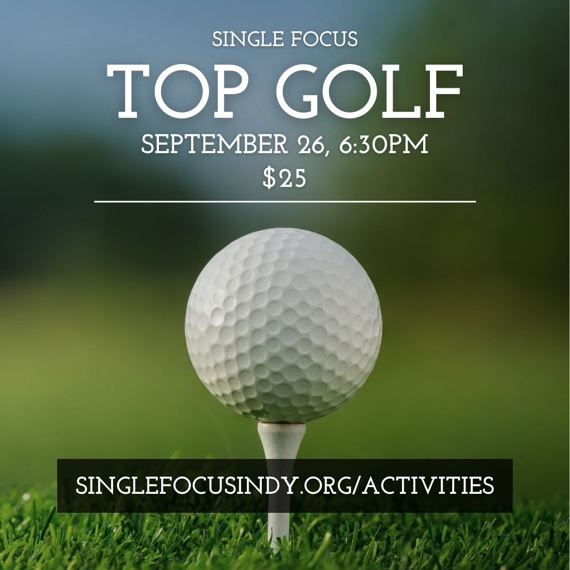 SINGLE FOCUS
TOP GOLF
SEPTEMBER 26, 6:30PM
$25
SINGLEFOCUSINDY.ORG/ACTIVITIES